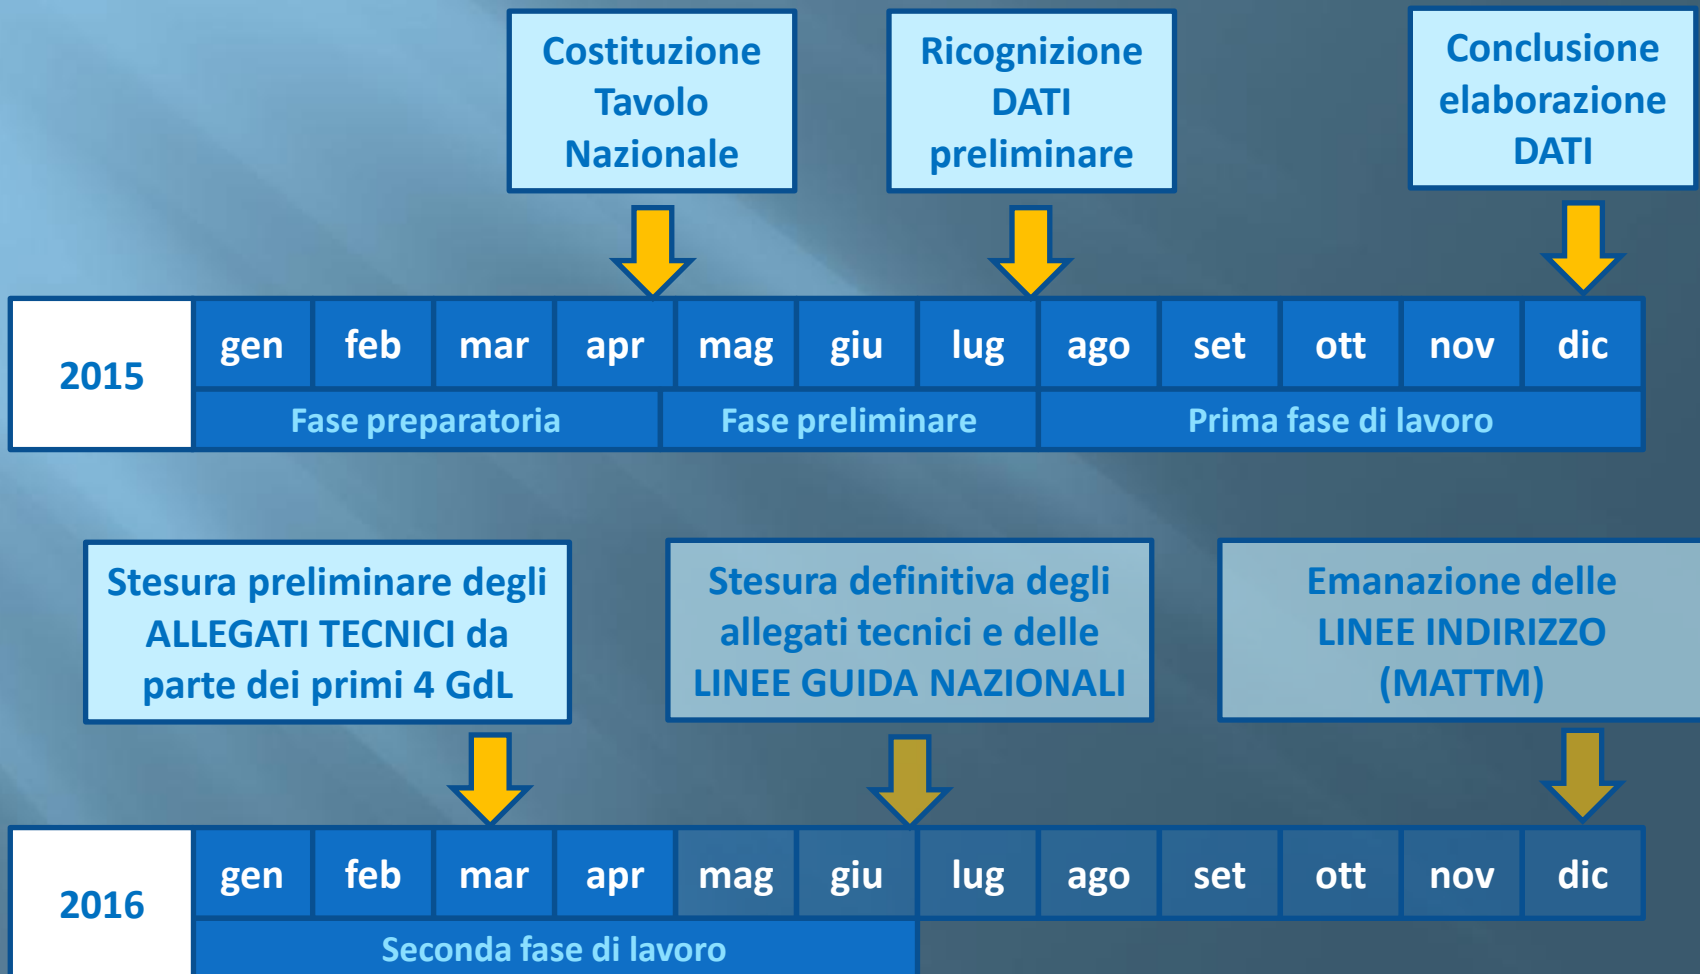 Costituzione
Tavolo
Nazionale
Ricognizione
DATI
preliminare
Conclusione
elaborazione
DATI
2015
gen feb mar apr mag giu lug ago set ott nov dic
Fase preparatoria Fase preliminare Prima fase di lavoro
Stesura preliminare degli
ALLEGATI TECNICI da
parte dei primi 4 GdL
Stesura definitiva degli
allegati tecnici e delle
LINEE GUIDA NAZIONALI
Emanazione delle
LINEE INDIRIZZO
(MATTM)
2016
gen feb mar apr mag giu lug ago set ott nov dic
Seconda fase di lavoro